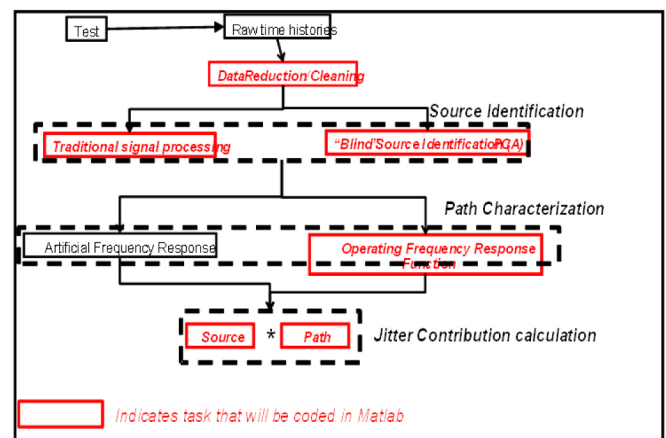 Test
Raw time histories
DataReduction/Cleaning
Source Identification
Traditional signal processing
"Blind"Source Identification(PCA)
Path Characterization
Artificial Frequency Response
Operating Frequency Response
Function
Source * Path
Jitter Contribution calculation
Indicates task that will be coded in Matlab